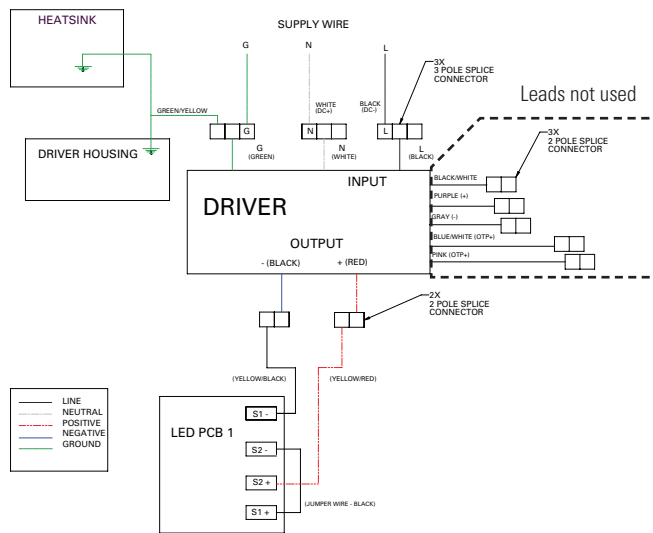 HEATSINK
SUPPLY WIRE
G
N
L
3X
3 POLE SPLICE
CONNECTOR
GREEN/YELLOW
WHITE
(DC+)
BLACK
(DC-)
Leads not used
G
N
L
DRIVER HOUSING
G
(GREEN)
N
(WHITE)
L
(BLACK)
3X
2 POLE SPLICE
CONNECTOR
INPUT
BLACK/WHITE
PURPLE (+)
DRIVER
GRAY (-)
BLUE/WHITE (OTP+)
OUTPUT
PINK (OTP+)
- (BLACK)
+ (RED)
2X
2 POLE SPLICE
CONNECTOR
(YELLOW/BLACK)
(YELLOW/RED)
LINE
NEUTRAL
POSITIVE
NEGATIVE
GROUND
LED PCB 1
S1 -
S2 -
S2 +
S1 +
(JUMPER WIRE - BLACK)